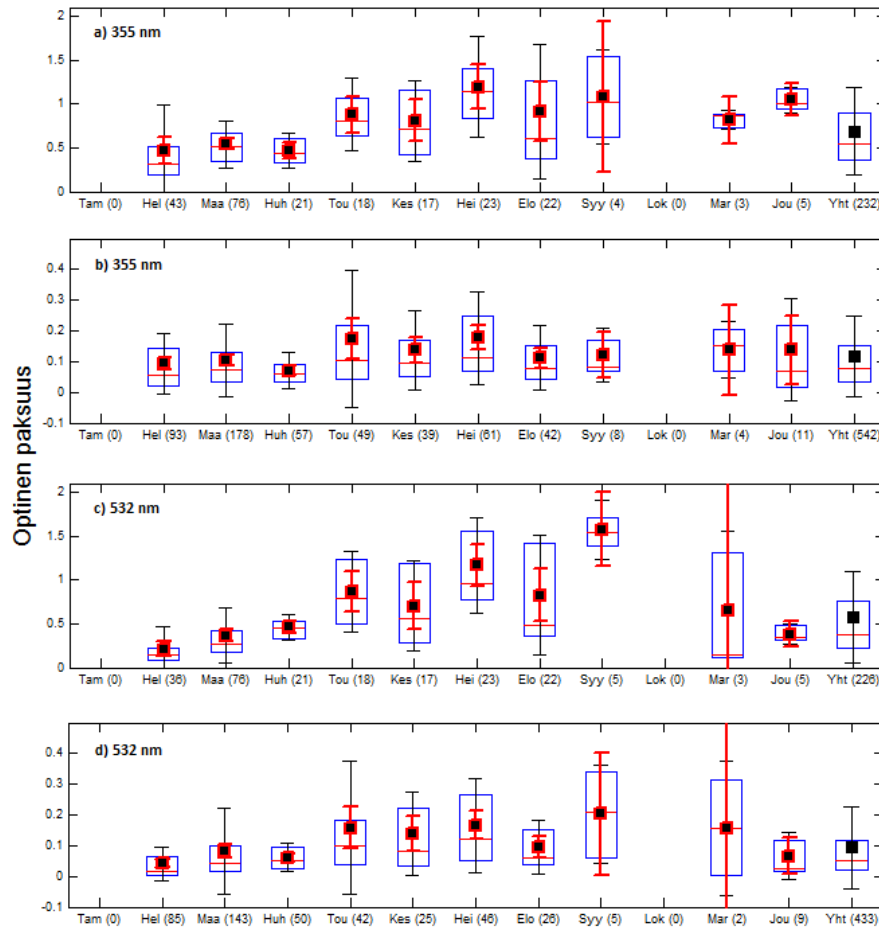 Optinen paksuus
a) 355 nm
2
1.5
1
0.5
0
Tam (0) Hel (43) Maa (76) Huh (21) Tou (18) Kes (17) Hei (23) Elo (22) Syy (4) Lok (0) Mar (3) Jou (5) Yht (232)
b) 355 nm
0.4
0.3
0.2
0.1
0
-0.1
Tam (0) Hel (93) Maa (178) Huh (57) Tou (49) Kes (39) Hei (61) Elo (42) Syy (8) Lok (0) Mar (4) Jou (11) Yht (542)
c) 532 nm
2
1.5
1
0.5
0
Tam (0) Hel (36) Maa (76) Huh (21) Tou (18) Kes (17) Hei (23) Elo (22) Syy (5) Lok (0) Mar (3) Jou (5) Yht (226)
d) 532 nm
0.4
0.3
0.2
0.1
0
-0.1
Tam (0) Hel (85) Maa (143) Huh (50) Tou (42) Kes (25) Hei (46) Elo (26) Syy (5) Lok (0) Mar (2) Jou (9) Yht (433)